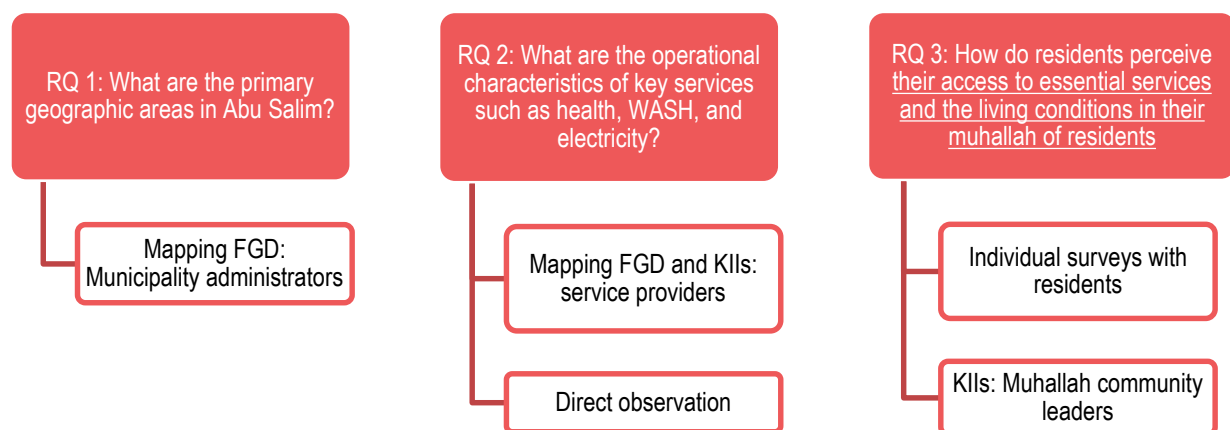 RQ 1: What are the primary
geographic areas in Abu Salim?
Mapping FGD:
Municipality administrators
RQ 2: What are the operational
characteristics of key services
such as health, WASH, and
electricity?
Mapping FGD and KIIs:
service providers
Direct observation
RQ 3: How do residents perceive
their access to essential services
and the living conditions in their
muhallah of residents
Individual surveys with
residents
KIIs: Muhallah community
leaders